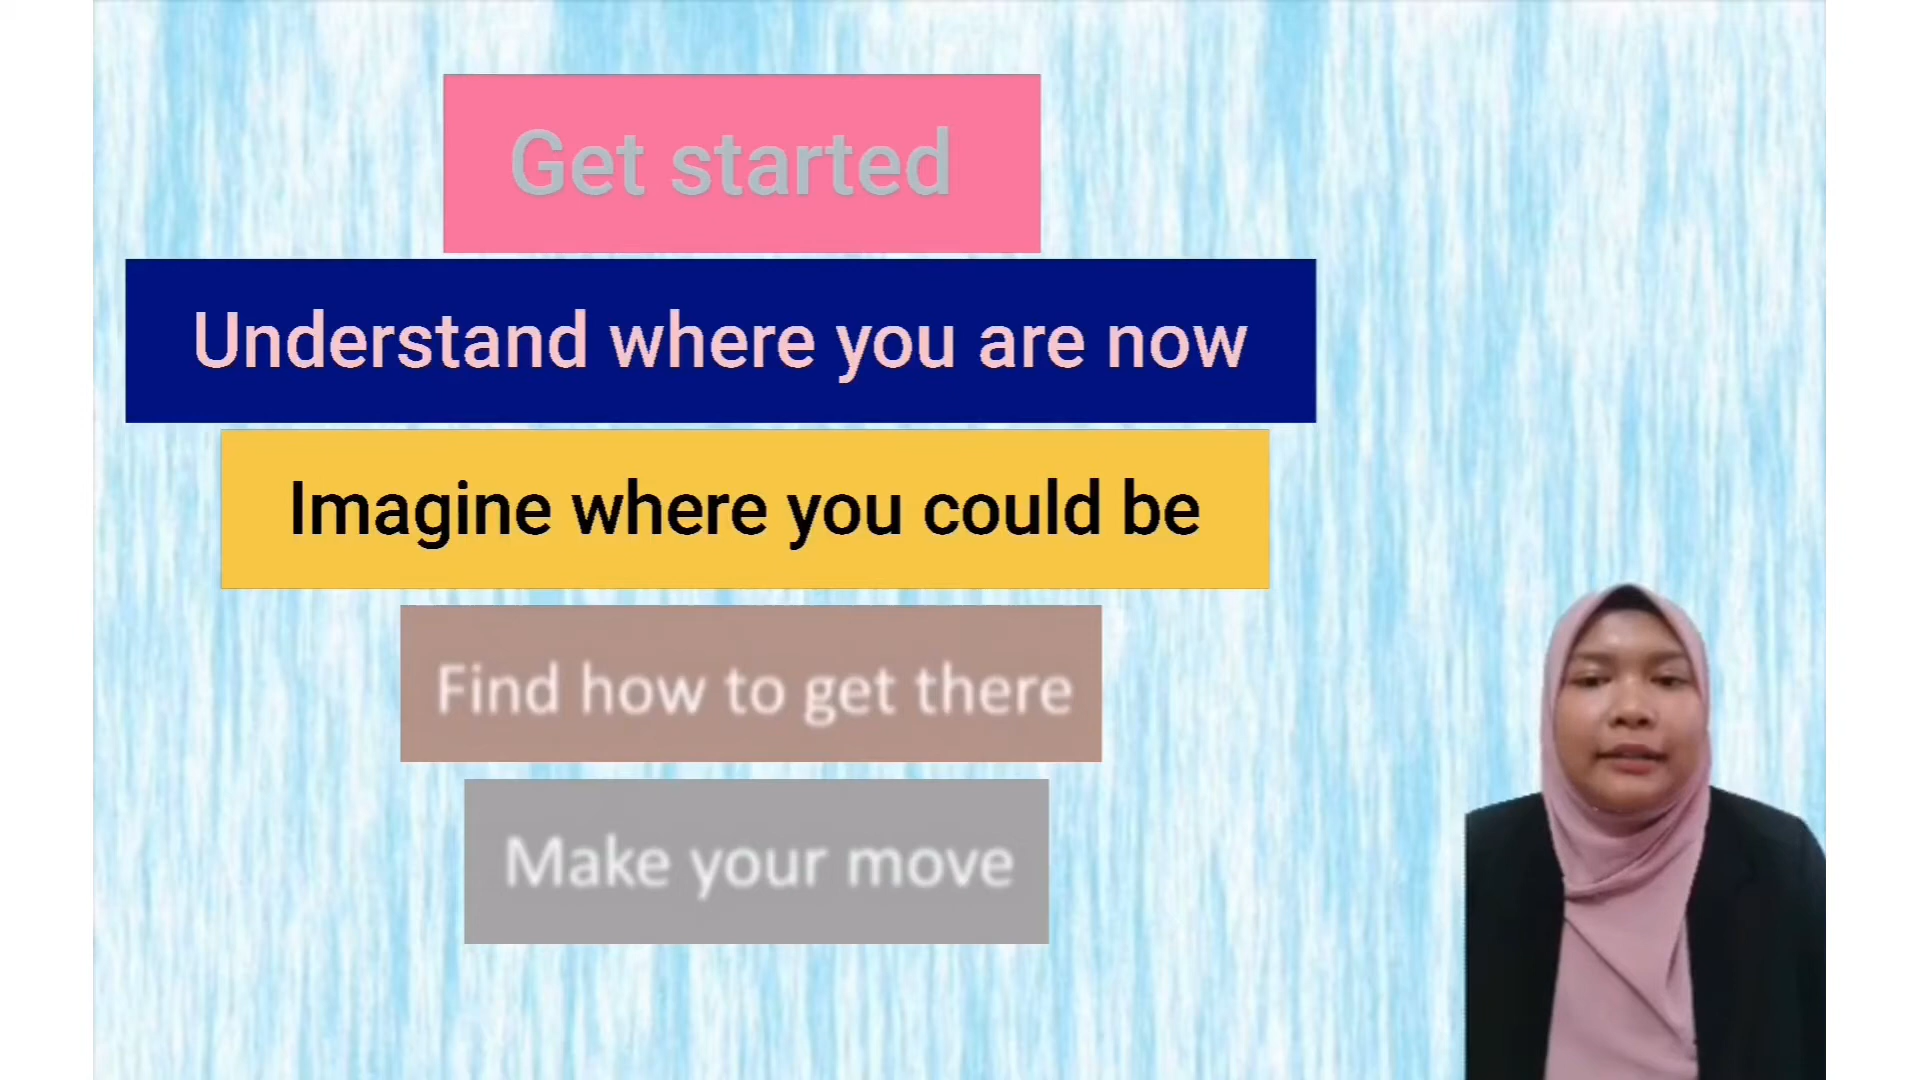 Get started
Understand where you are now
Imagine where you could be
Find how to get there
Make your move